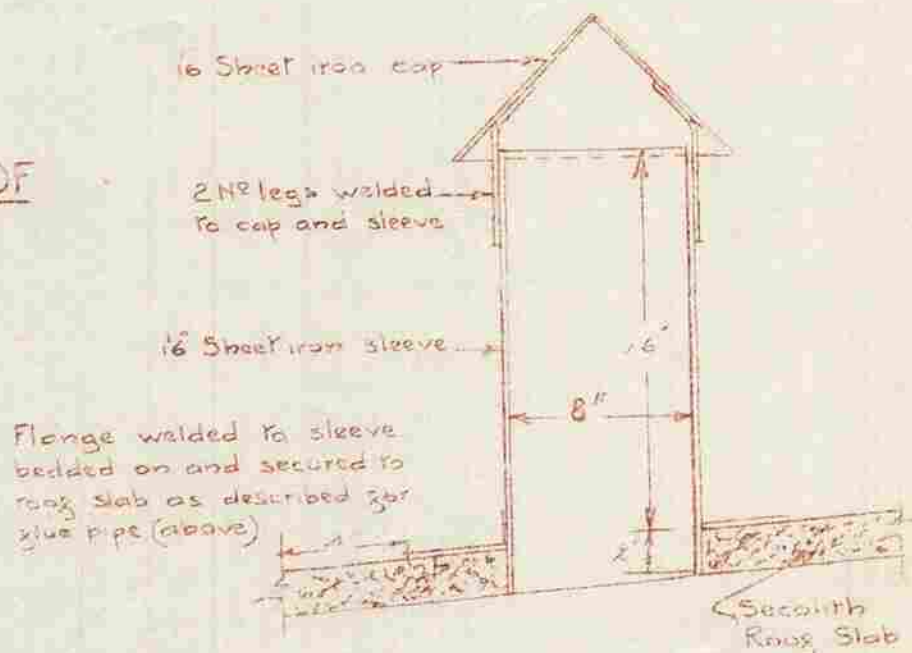 16 Sheet iron cap
OF
2 Nº legs welded
to cap and sleeve
16 Sheet iron sleeve
8"
Flange welded to sleeve
bedded on and secured to
roof slab as described for
flue pipe (above)
2"
Secolith
Roof Slab